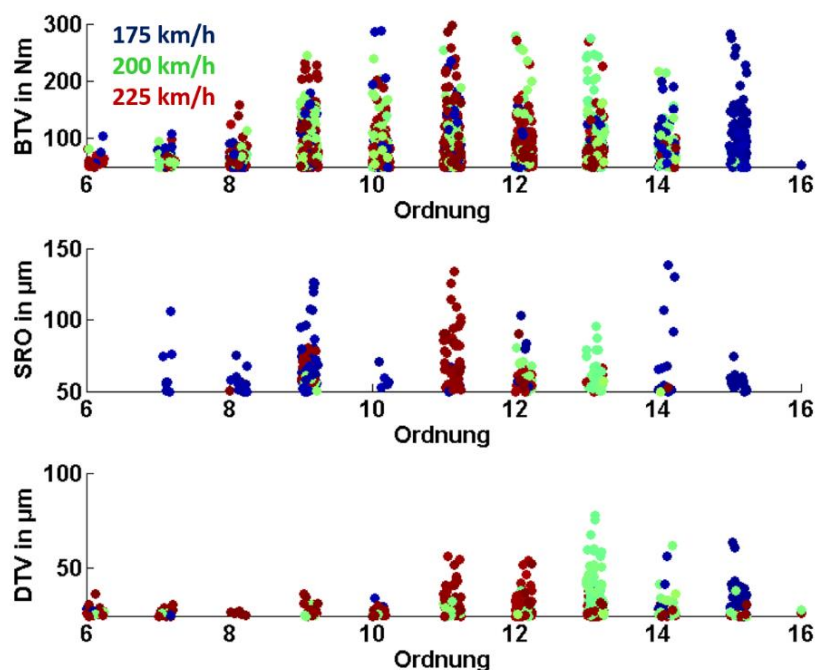 175 km/h
200 km/h
225 km/h
BTV in Nm
300
200
100
6 8 10 12 14 16
Ordnung
SRO in µm
150
100
50
6 8 10 12 14 16
Ordnung
DTV in µm
100
50
6 8 10 12 14 16
Ordnung